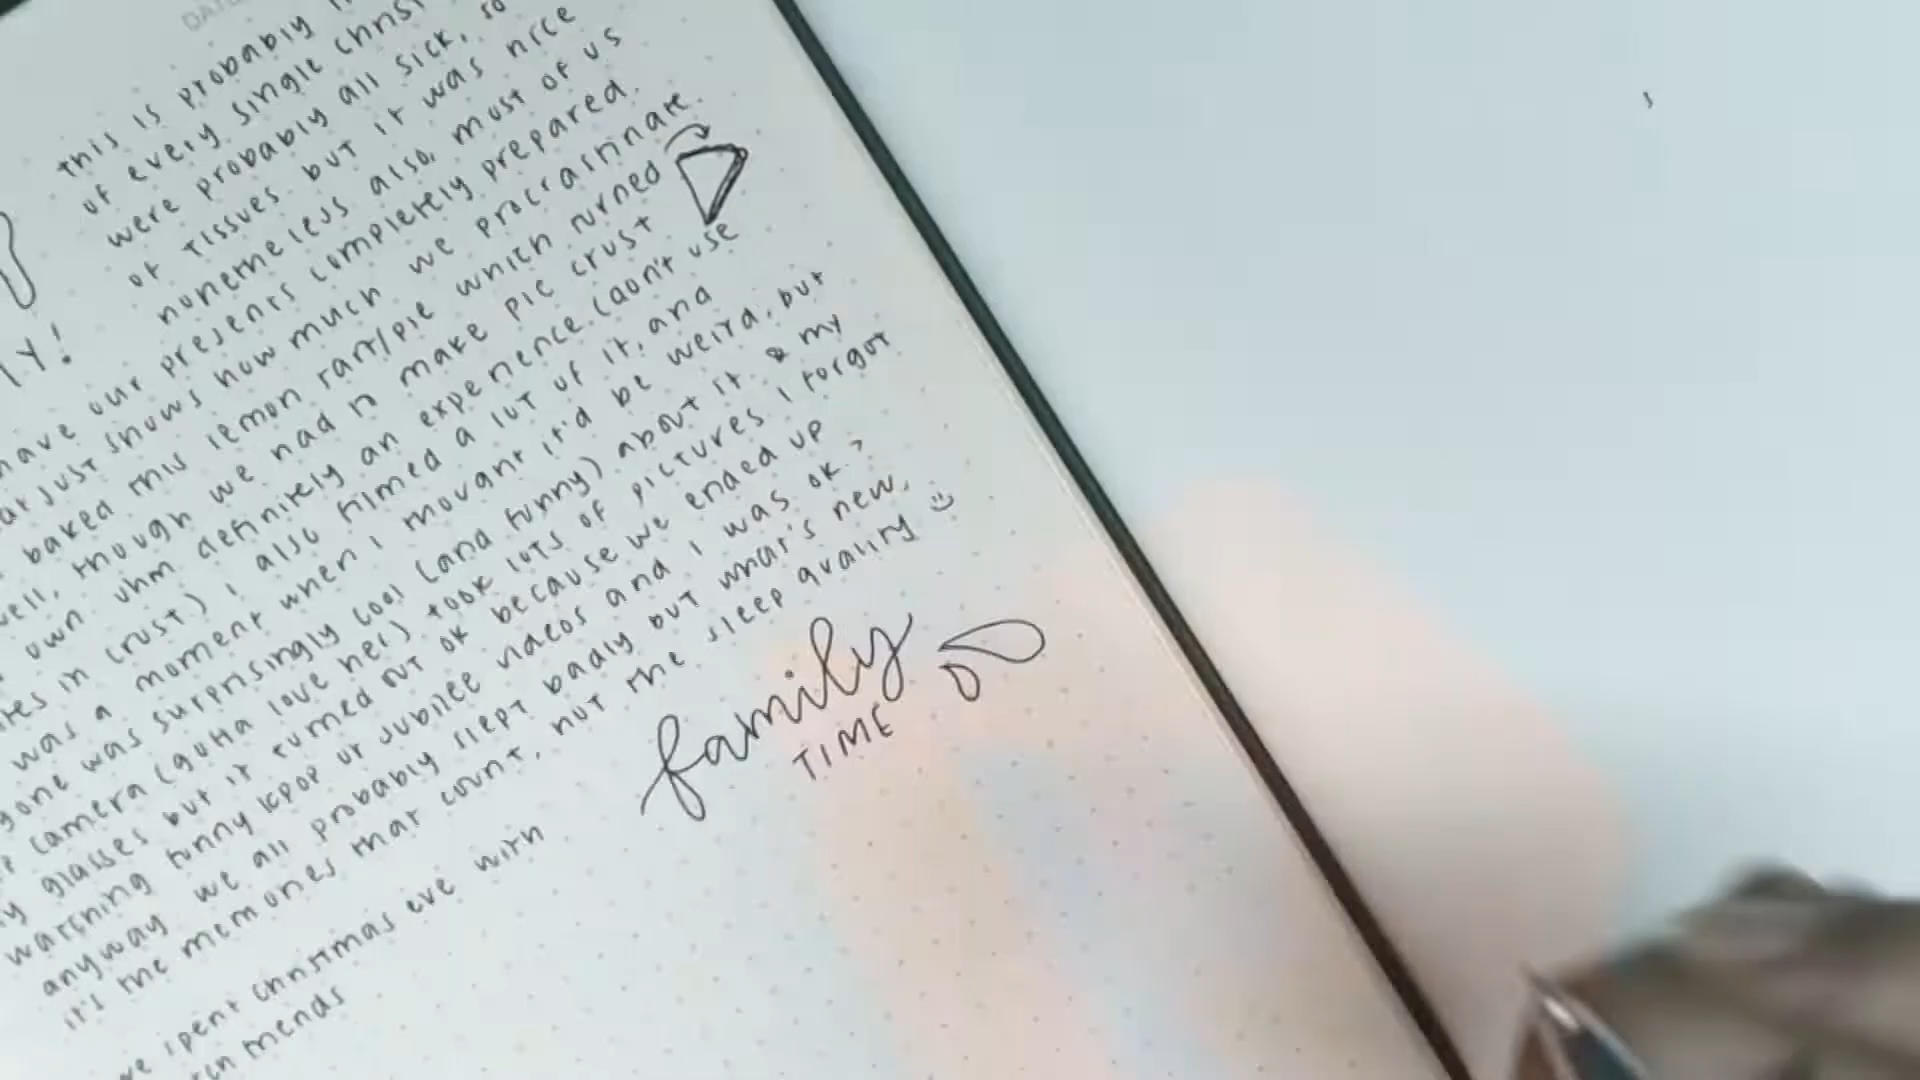 DATE
this is probably
of every single christ
were probably all sick, so
of tissues but it was nice
nonetheless also, most of us
have our presents completely prepared.
just shows how much we procrastinate.
baked this lemon tart/pie which turned
well, though we had to make pie crust
own. uhm definitely an experience (don't use
in crust) I also filmed a lot of it, and
was a moment when I thought it'd be weird, but
was surprisingly cool (and funny) about it & my
camera (gotta love her) took lots of pictures I forgot
glasses but it turned out ok because we ended up
watching funny kpop or jubilee videos and I was ok,
anyway we all probably slept badly but what's new,
it's the memories that count, not the sleep quality
family
TIME
spent christmas eve with